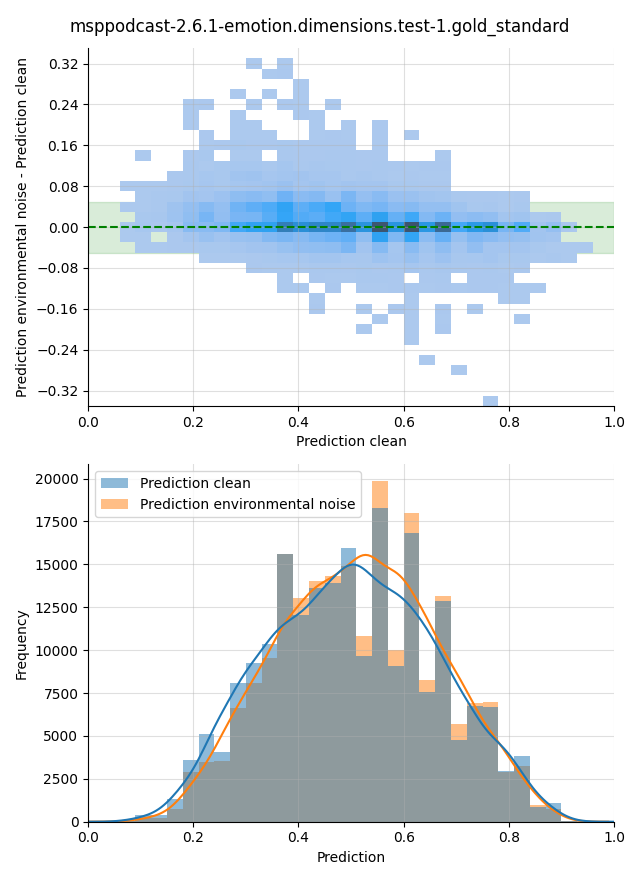 msppodcast-2.6.1-emotion.dimensions.test-1.gold_standard
Prediction environmental noise - Prediction clean
0.32
0.24
0.16
0.08
0.00
−0.08
−0.16
−0.24
−0.32
0.0 0.2 0.4 0.6 0.8 1.0
Prediction clean
Frequency
20000
17500
15000
12500
10000
7500
5000
2500
0
Prediction clean
Prediction environmental noise
0.0 0.2 0.4 0.6 0.8 1.0
Prediction